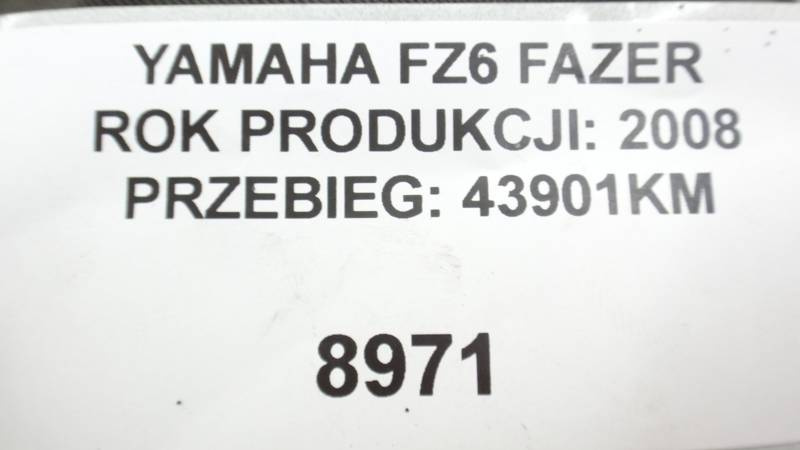 YAMAHA FZ6 FAZER
ROK PRODUKCJI: 2008
PRZEBIEG: 43901KM
8971